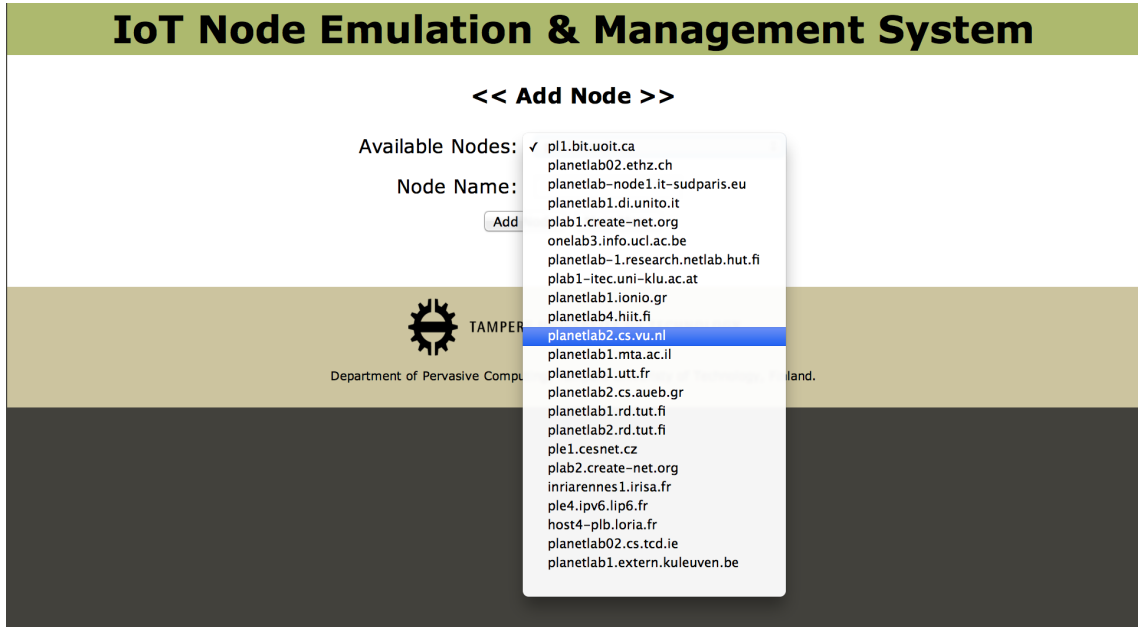 IoT Node Emulation & Management System
<< Add Node >>
Available Nodes:
✓ pl1.bit.uoit.ca
planetlab02.ethz.ch
planetlab-node1.it-sudparis.eu
planetlab1.di.unito.it
plab1.create-net.org
onelab3.info.ucl.ac.be
planetlab-1.research.netlab.hut.fi
plab1-itec.uni-klu.ac.at
planetlab1.ionio.gr
planetlab4.hiit.fi
planetlab2.cs.vu.nl
planetlab1.mta.ac.il
planetlab1.utt.fr
planetlab2.cs.aueb.gr
planetlab1.rd.tut.fi
planetlab2.rd.tut.fi
ple1.cesnet.cz
plab2.create-net.org
inriarennes1.irisa.fr
ple4.ipv6.lip6.fr
host4-plb.loria.fr
planetlab02.cs.tcd.ie
planetlab1.extern.kuleuven.be
Node Name:
Add
TAMPER
Department of Pervasive Compu land.